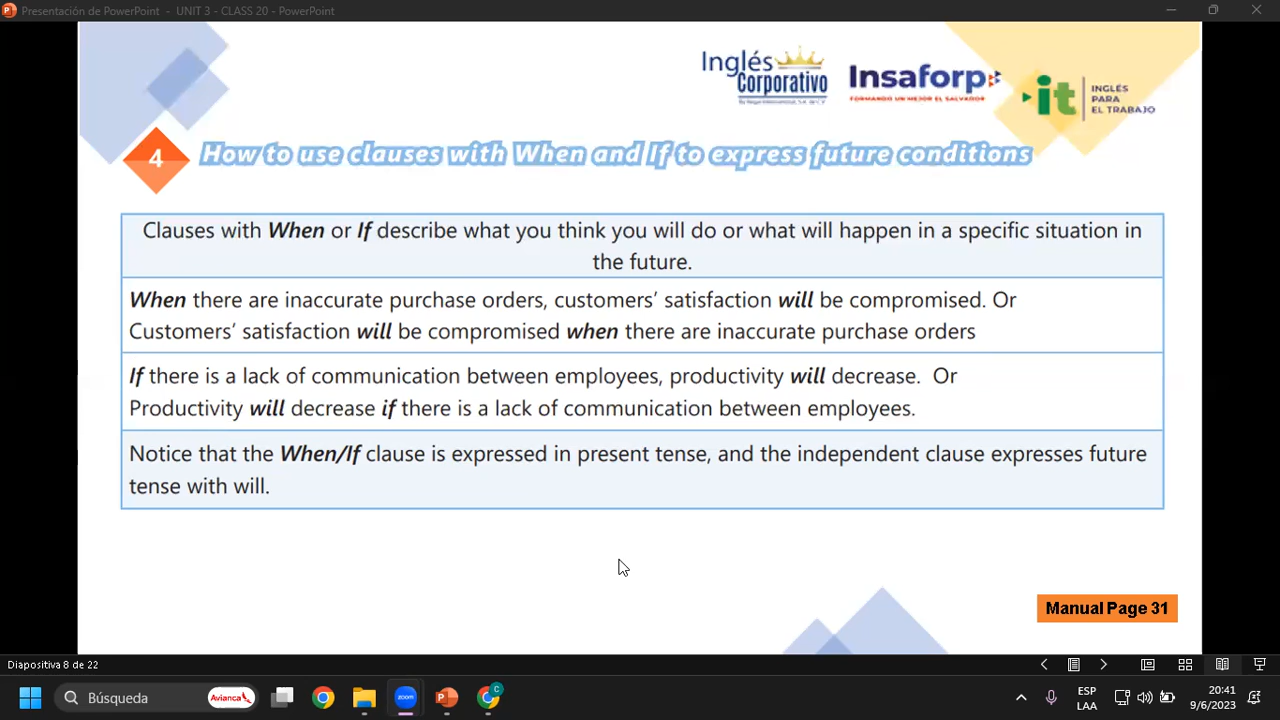 Presentación de PowerPoint - UNIT 3 - CLASS 20 - PowerPoint
Inglés
Corporativo
Insaforp
FORMANDO UN MEJOR EL SALVADOR
it
INGLÉS
PARA
EL TRABAJO
4
How to use clauses with When and If to express future conditions
Clauses with When or If describe what you think you will do or what will happen in a specific situation in
the future.
When there are inaccurate purchase orders, customers' satisfaction will be compromised. Or
Customers' satisfaction will be compromised when there are inaccurate purchase orders
If there is a lack of communication between employees, productivity will decrease. Or
Productivity will decrease if there is a lack of communication between employees.
Notice that the When/If clause is expressed in present tense, and the independent clause expresses future
tense with will.
Manual Page 31
Diapositiva 8 de 22
Búsqueda
Avianca
zoom
C
ESP
LAA
20:41
9/6/2023